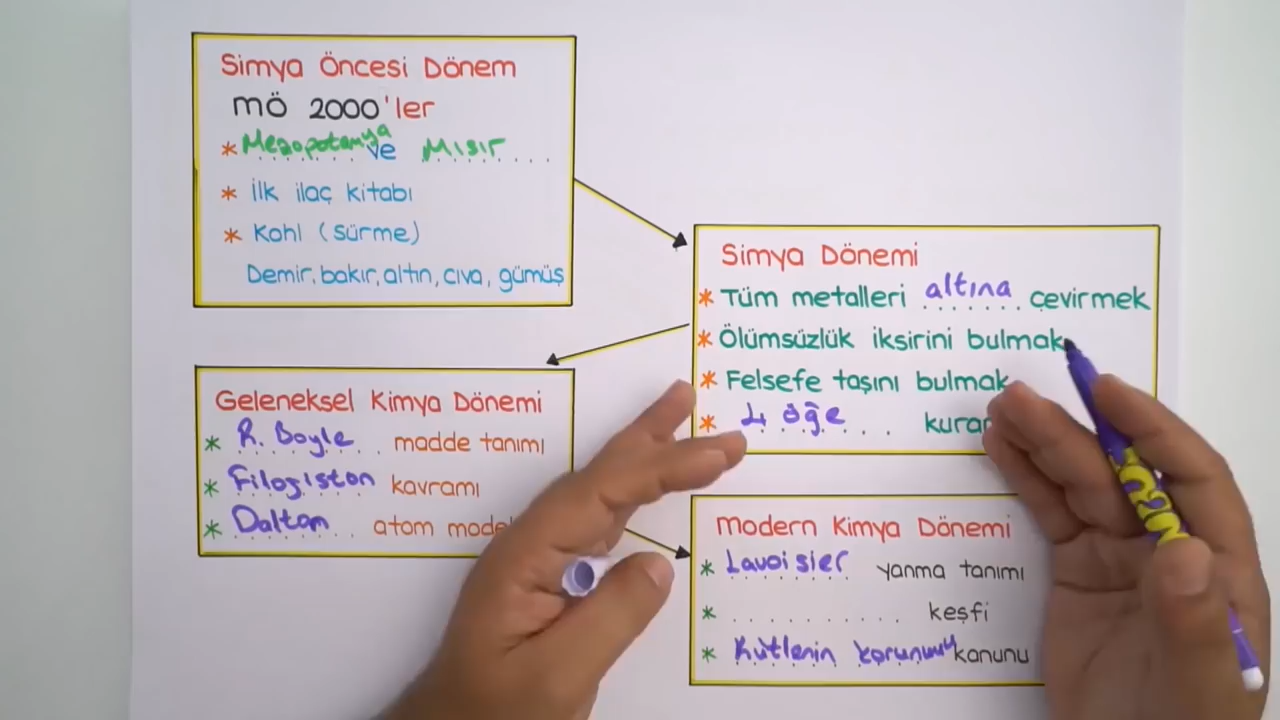 Simya Öncesi Dönem
mö 2000'ler
* Mezopotamya ve Mısır
* İlk ilaç kitabı
* Kohl (sürme)
Demir, bakır, altın, cıva, gümüş
Simya Dönemi
* Tüm metalleri altına çevirmek
* Ölümsüzlük iksirini bulmak
* Felsefe taşını bulmak
* 4 öğe
Geleneksel Kimya Dönemi
* R. Boyle madde tanımı
* Filojiston kavramı
* Dalton atom
modern Kimya Dönemi
* Lavoisier yanma tanımı
* .......... keşfi
* Kütlenin korunumu kanunu